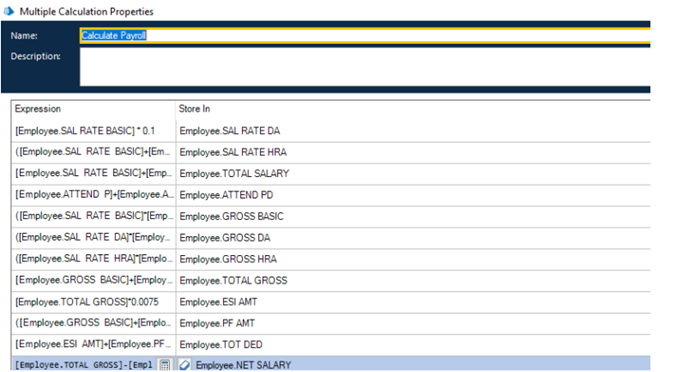 Multiple Calculation Properties
Name: Calculate Payroll
Description:
Expression Store In
[Employee.SAL RATE BASIC] * 0.1 Employee.SAL RATE DA
([Employee.SAL RATE BASIC]+[Em... Employee.SAL RATE HRA
[Employee.SAL RATE BASIC]+[Emp... Employee.TOTAL SALARY
[Employee.ATTEND P]+[Employee.A... Employee.ATTEND PD
([Employee.SAL RATE BASIC]*[Emp... Employee.GROSS BASIC
([Employee.SAL RATE DA]*[Employ... Employee.GROSS DA
([Employee.SAL RATE HRA]*[Emplo... Employee.GROSS HRA
[Employee.GROSS BASIC]+[Employ... Employee.TOTAL GROSS
[Employee.TOTAL GROSS]*0.0075 Employee.ESI AMT
([Employee.GROSS BASIC]+[Emplo... Employee.PF AMT
[Employee.ESI AMT]+[Employee.PF... Employee.TOT DED
[Employee.TOTAL GROSS]-[Empl Employee.NET SALARY